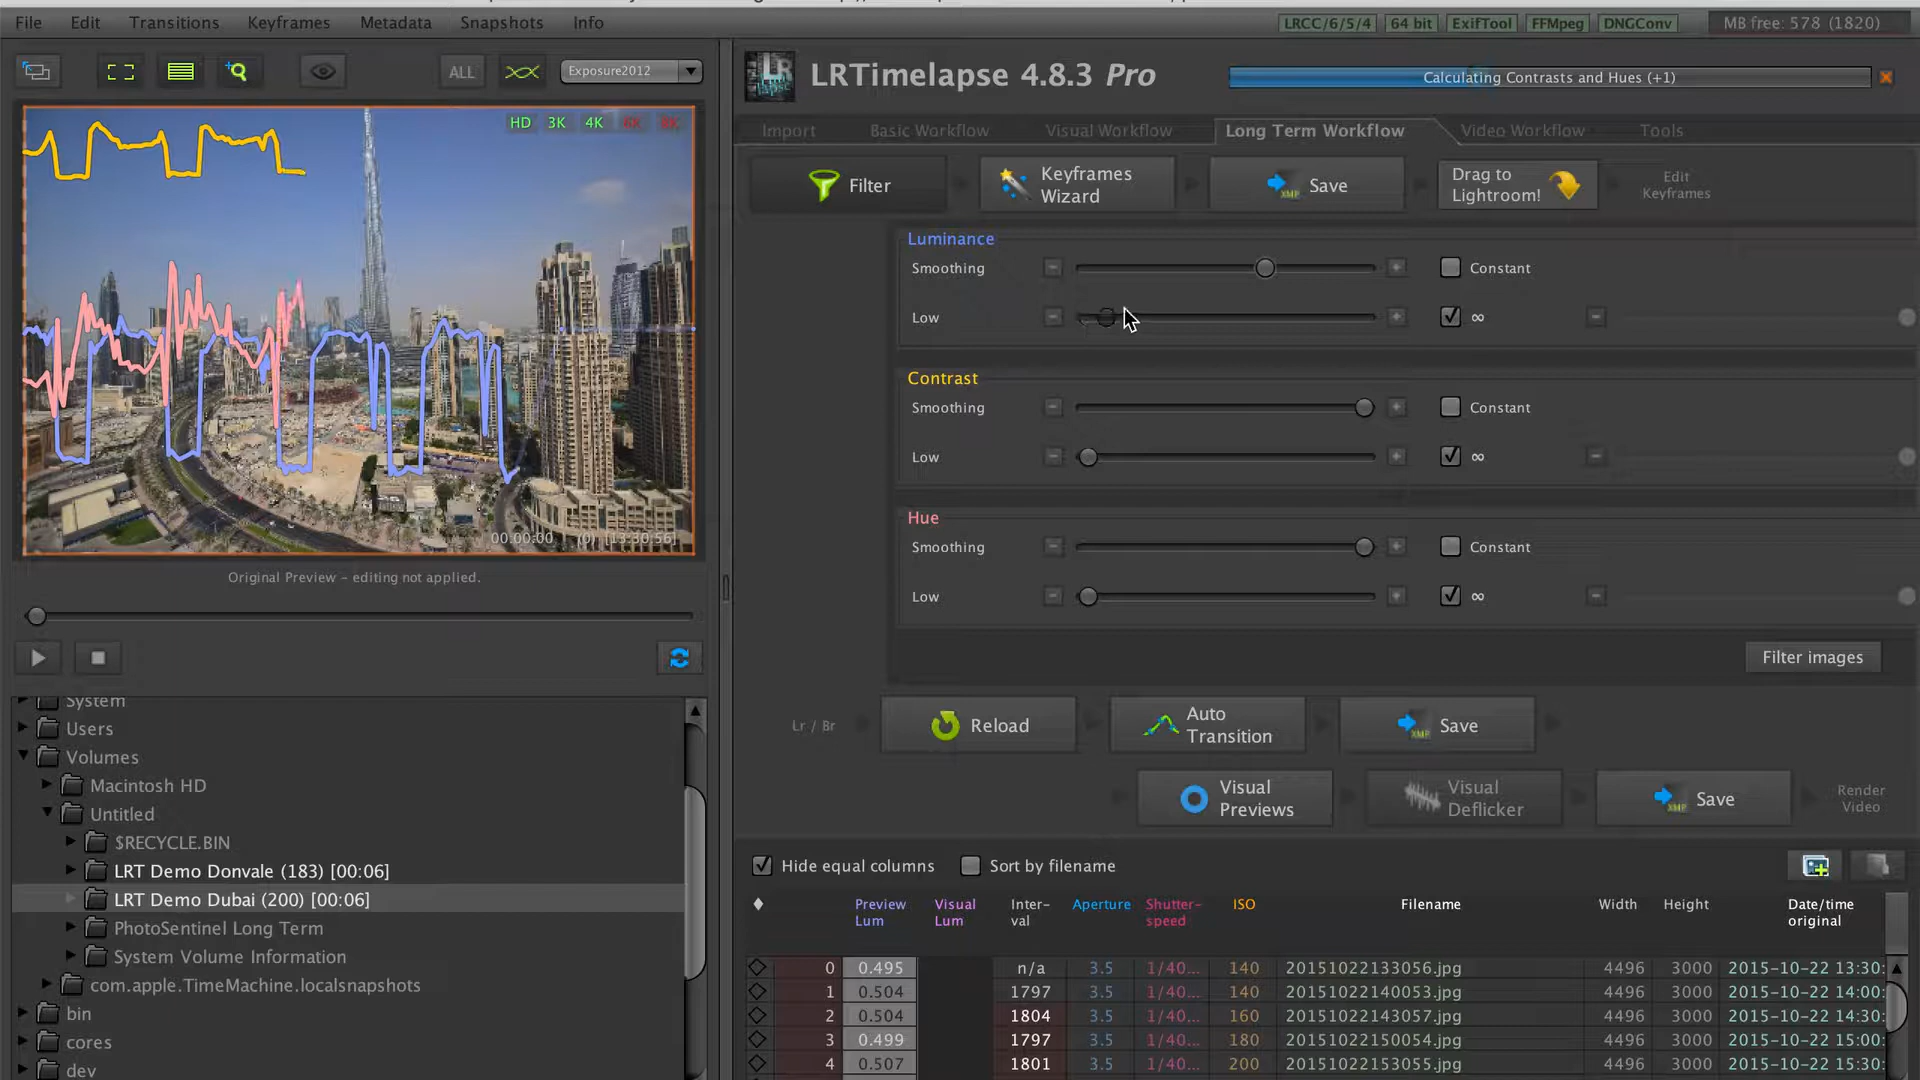 File Edit Transitions Keyframes Metadata Snapshots Info LRCC/6/5/4 64 bit ExifTool FFMpeg DNGConv MB free: 578 (1820)
ALL Exposure2012
LRTimelapse 4.8.3 Pro
Calculating Contrasts and Hues (+1)
Import Basic Workflow Visual Workflow Long Term Workflow Video Workflow Tools
HD 3K 4K 6K 8K
Filter
Keyframes Wizard
Save
Drag to Lightroom!
Edit Keyframes
Luminance
Smoothing Constant
Low ∞
Contrast
Smoothing Constant
Low ∞
Hue
Smoothing Constant
Low ∞
Filter images
00:00:00 (0) [13:30:56]
Original Preview – editing not applied.
Lr / Br
Reload
Auto Transition
Save
Visual Previews
Visual Deflicker
Save
Render Video
System
Users
Volumes
Macintosh HD
Untitled
$RECYCLE.BIN
LRT Demo Donvale (183) [00:06]
LRT Demo Dubai (200) [00:06]
PhotoSentinel Long Term
System Volume Information
com.apple.TimeMachine.localsnapshots
bin
cores
dev
Hide equal columns Sort by filename
Preview Lum Visual Lum Inter-val Aperture Shutter-speed ISO Filename Width Height Date/time original
0 0.495 n/a 3.5 1/40... 140 20151022133056.jpg 4496 3000 2015-10-22 13:30:
1 0.504 1797 3.5 1/40... 140 20151022140053.jpg 4496 3000 2015-10-22 14:00:
2 0.504 1804 3.5 1/40... 160 20151022143057.jpg 4496 3000 2015-10-22 14:30:
3 0.499 1797 3.5 1/40... 180 20151022150054.jpg 4496 3000 2015-10-22 15:00:
4 0.507 1801 3.5 1/40... 200 20151022153055.jpg 4496 3000 2015-10-22 15:30: